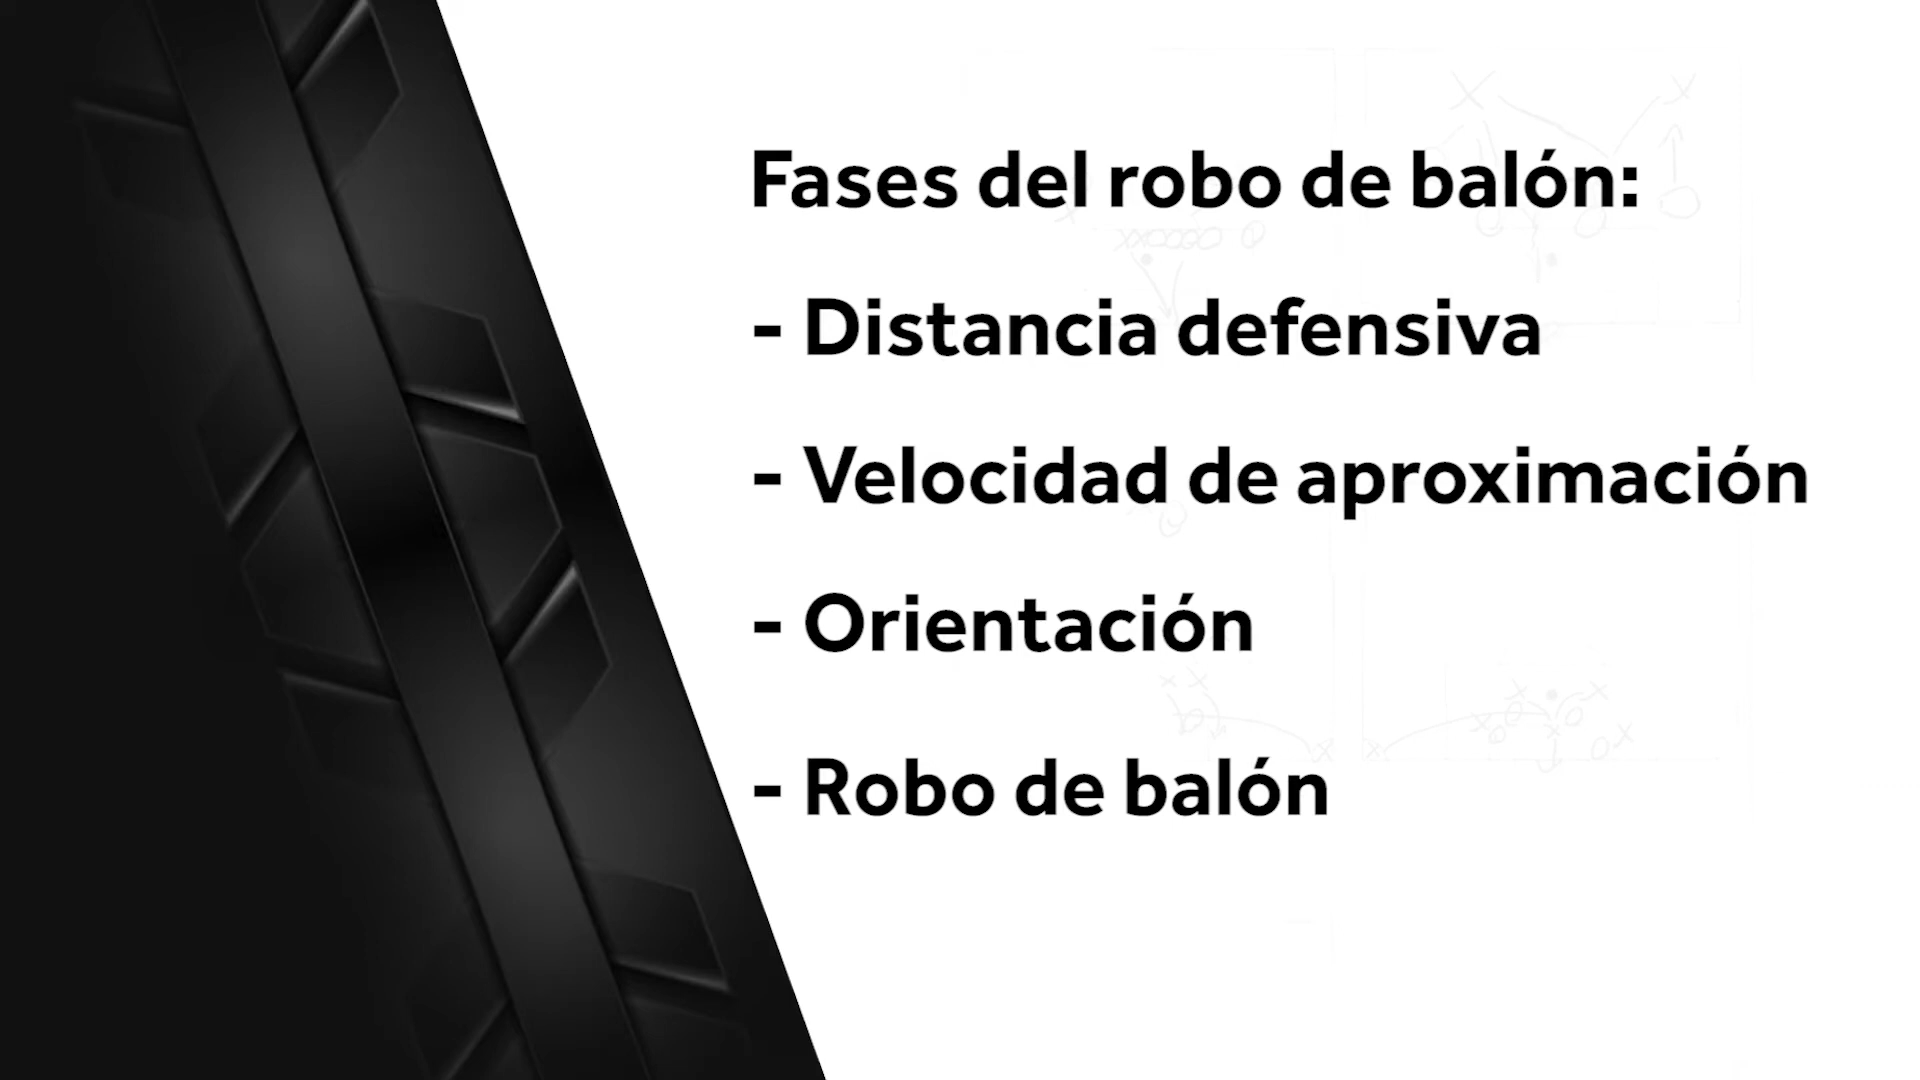 Fases del robo de balón:
- Distancia defensiva
- Velocidad de aproximación
- Orientación
- Robo de balón